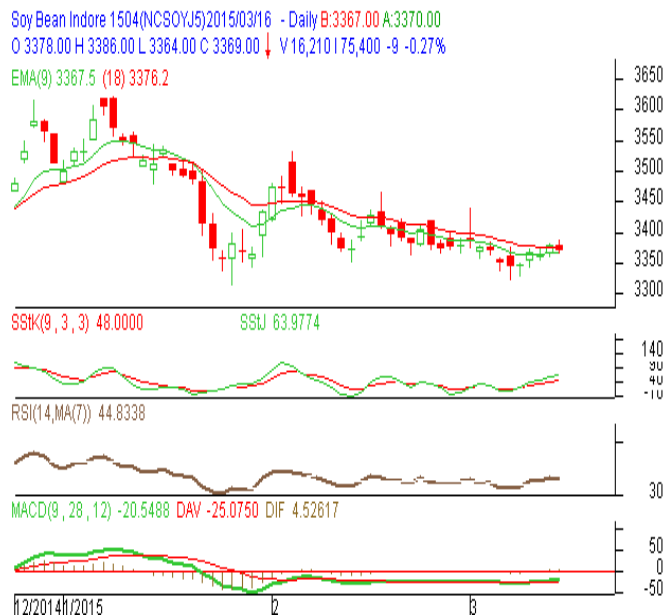 Soy Bean Indore 1504(NCSOYJ5)2015/03/16 - Daily B:3367.00 A:3370.00
O 3378.00 H 3386.00 L 3364.00 C 3369.00 ↓ V 16,210 I 75,400 -9 -0.27%
EMA(9) 3367.5 (18) 3376.2
3650
3600
3550
3500
3450
3400
3350
3300
SStK(9, 3, 3) 48.0000 SStJ 63.9774
140
90
40
-10
RSI(14,MA(7)) 44.8338
30
MACD(9, 28, 12) -20.5488 DAV -25.0750 DIF 4.52617
50
0
-50
12/2014 1/2015 2 3